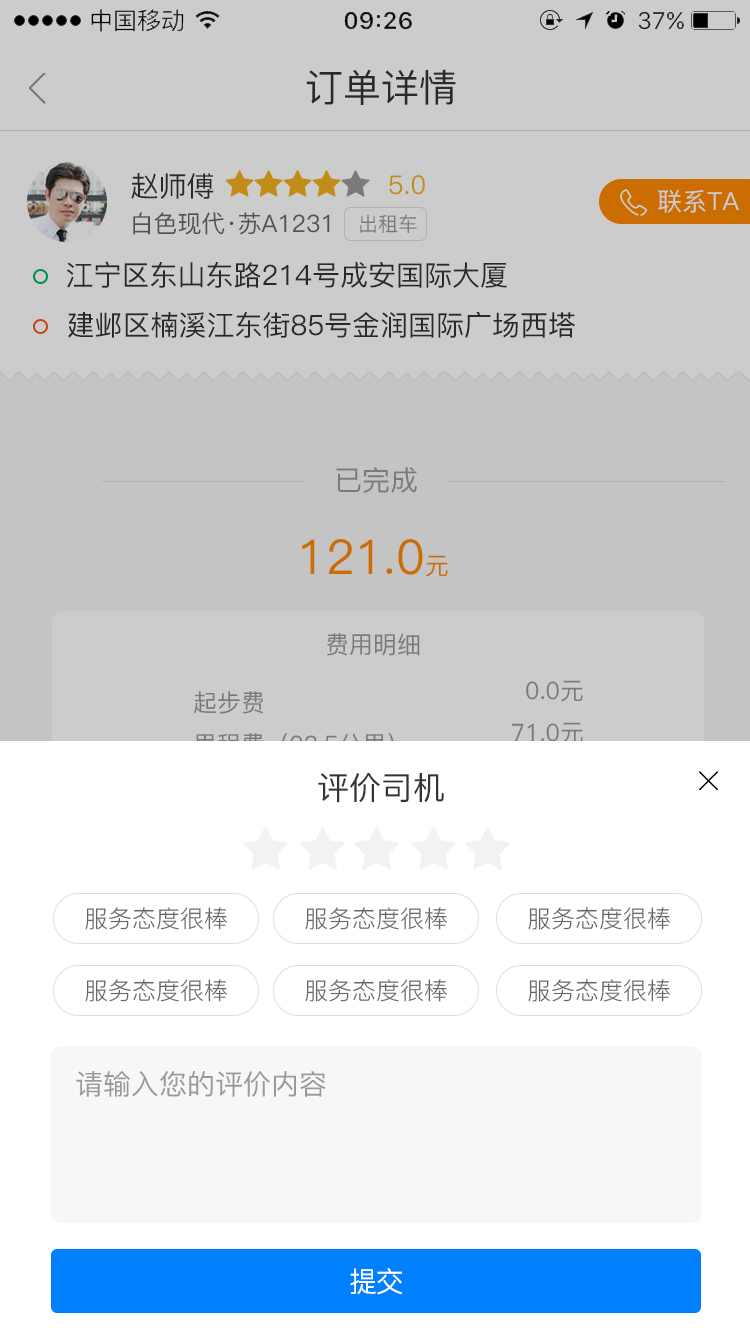 中国移动 09:26 37%
订单详情
赵师傅 5.0
联系TA
白色现代·苏A1231 出租车
江宁区东山东路214号成安国际大厦
建邺区楠溪江东街85号金润国际广场西塔
已完成
121.0元
费用明细
起步费 0.0元
里程费 71.0元
评价司机
服务态度很棒 服务态度很棒 服务态度很棒
服务态度很棒 服务态度很棒 服务态度很棒
请输入您的评价内容
提交